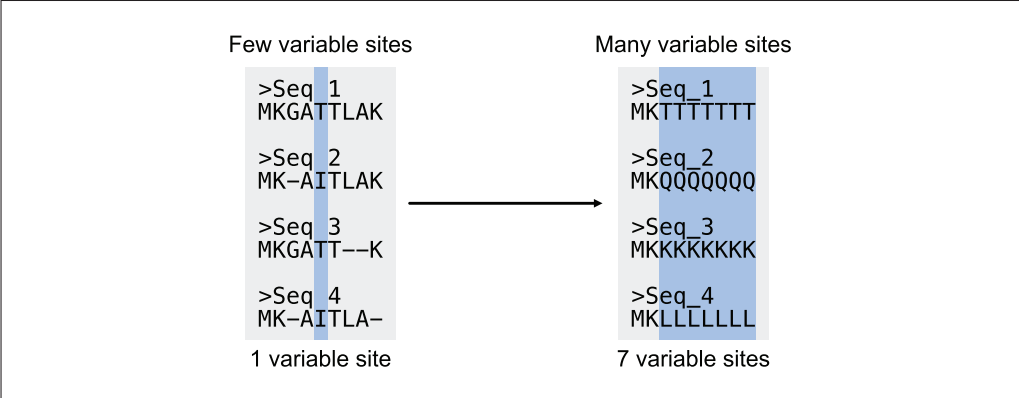 Few variable sites
>Seq_1
MKGATTLAK
>Seq_2
MK-AITLAK
>Seq_3
MKGATT--K
>Seq_4
MK-AITLA-
1 variable site
Many variable sites
>Seq_1
MKTTTTTTT
>Seq_2
MKQQQQQQQ
>Seq_3
MKKKKKKKK
>Seq_4
MKLLLLLLL
7 variable sites